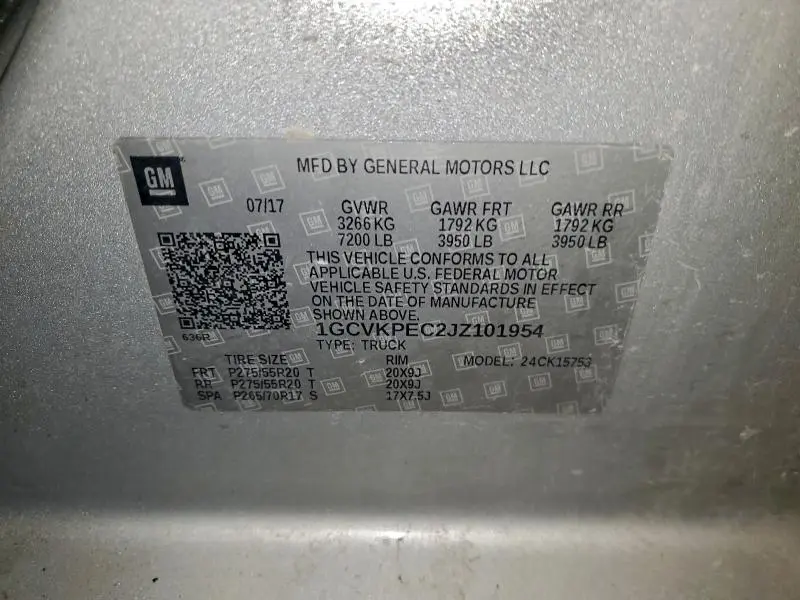 GM
MFD BY GENERAL MOTORS LLC
07/17 GVWR GAWR FRT GAWR RR
3266 KG 1792 KG 1792 KG
7200 LB 3950 LB 3950 LB
THIS VEHICLE CONFORMS TO ALL
APPLICABLE U.S. FEDERAL MOTOR
VEHICLE SAFETY STANDARDS IN EFFECT
ON THE DATE OF MANUFACTURE
SHOWN ABOVE.
636R 1GCVKPEC2JZ101954
TYPE: TRUCK
TIRE SIZE RIM MODEL: 24CK15753
FRT P275/55R20 T 20X9J
RR P275/55R20 T 20X9J
SPA P265/70R17 S 17X7.5J